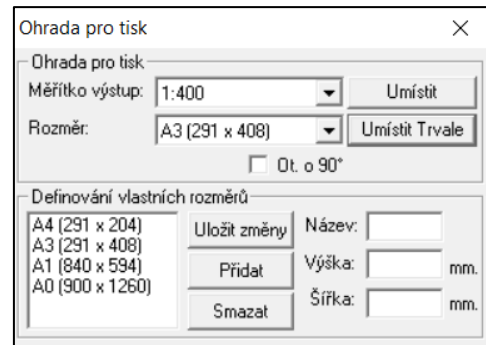 Ohrada pro tisk
Ohrada pro tisk
Měřítko výstup: 1:400 Umístit
Rozměr: A3 (291 x 408) Umístit Trvale
Ot. o 90°
Definování vlastních rozměrů
A4 (291 x 204) Uložit změny Název:
A3 (291 x 408)
A1 (840 x 594) Přidat Výška: mm.
A0 (900 x 1260)
Smazat Šířka: mm.